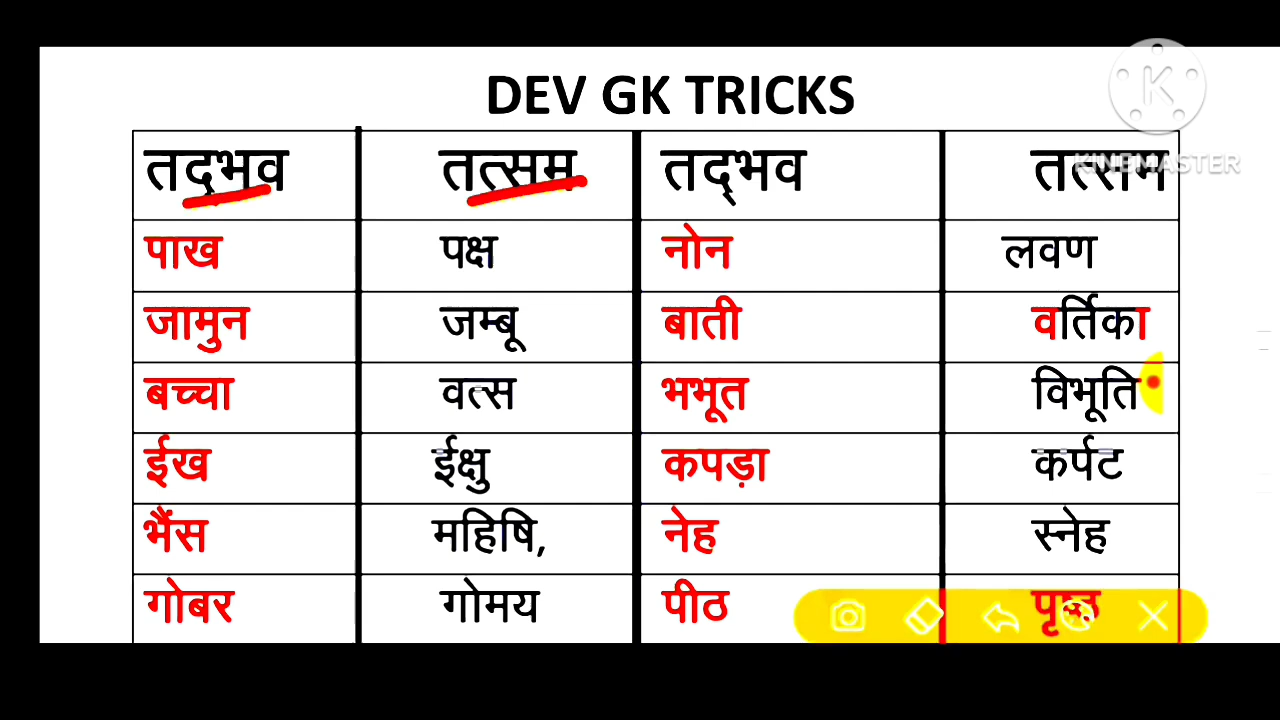 DEV GK TRICKS
KINEMASTER
तद्भव तत्सम तद्भव तत्सम
पाख पक्ष नोन लवण
जामुन जम्बू बाती वर्तिका
बच्चा वत्स भभूत विभूति
ईख ईक्षु कपड़ा कर्पट
भैंस महिषि, नेह स्नेह
गोबर गोमय पीठ पृष्ठ